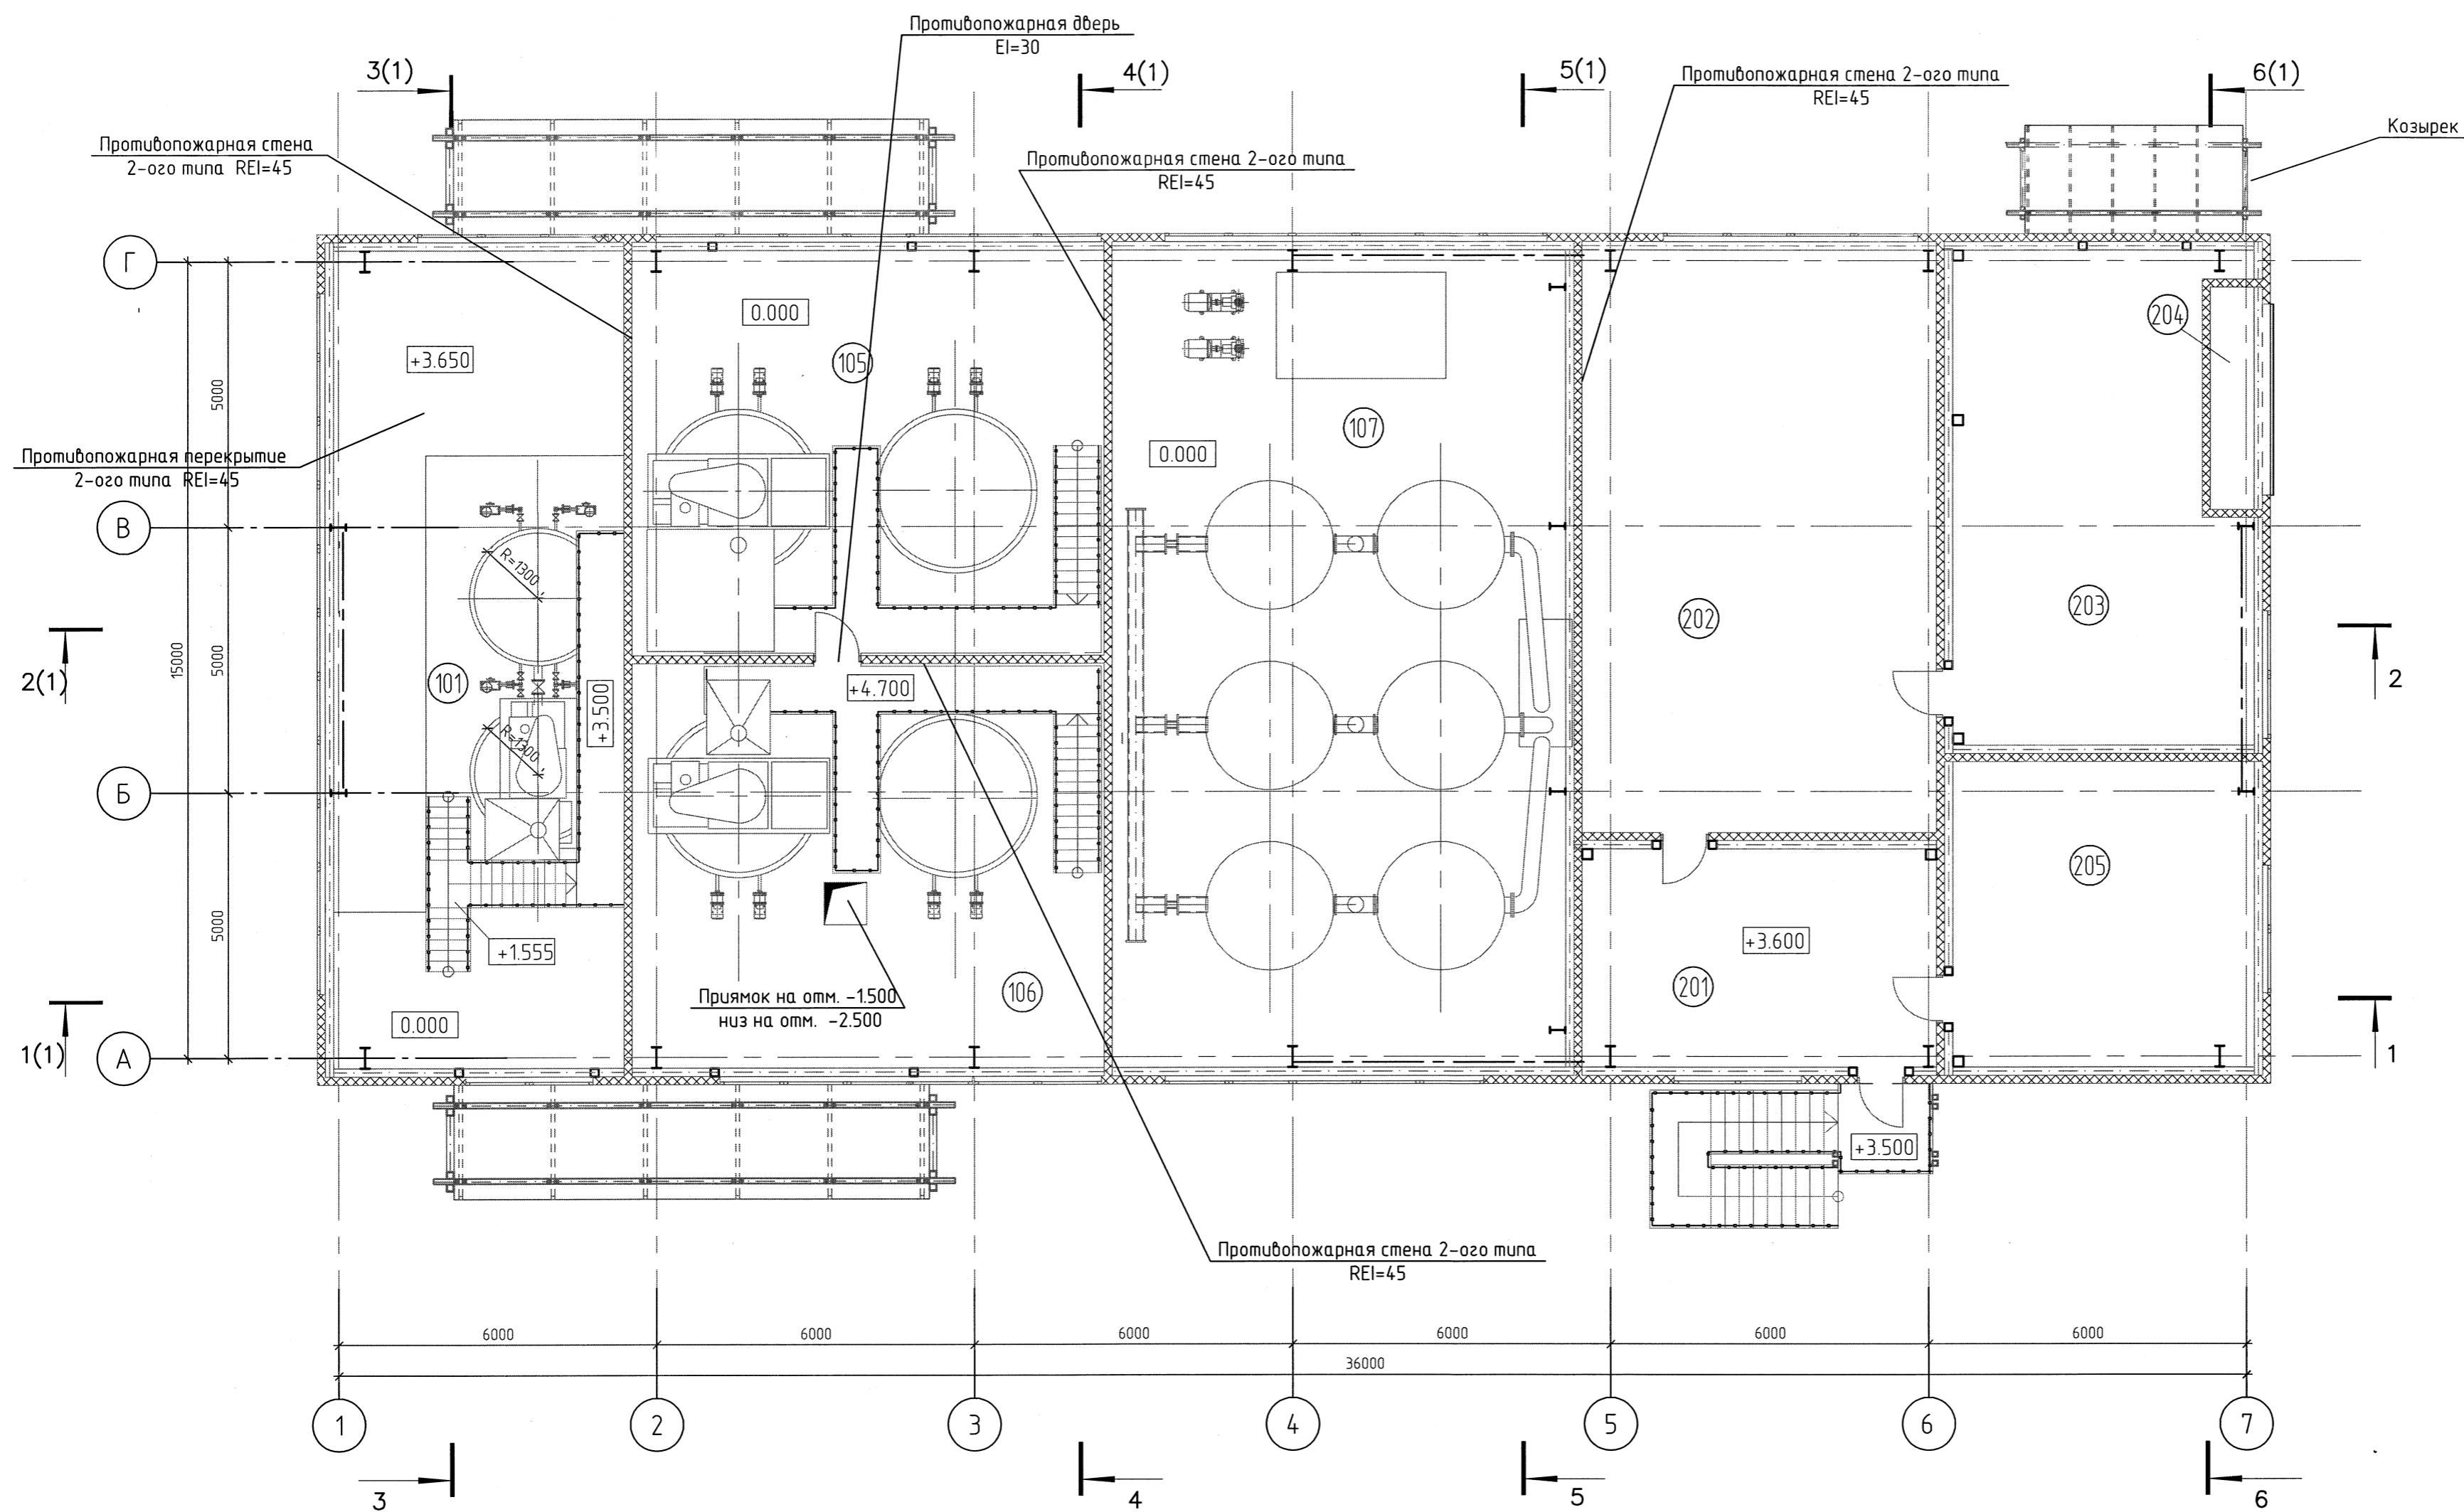 Противопожарная дверь
EI=30
3(1)
4(1)
5(1)
6(1)
Противопожарная стена 2-ого типа
REI=45
Козырек
Противопожарная стена
2-ого типа REI=45
Противопожарная стена 2-ого типа
REI=45
Г
0.000
204
+3.650
105
5000
107
0.000
Противопожарная перекрытие
2-ого типа REI=45
В
R=1300
202
203
15000
5000
2(1)
101
+3.500
+4.700
2
R=1300
Б
205
5000
+3.600
+1.555
201
106
Приямок на отм. -1.500
низ на отм. -2.500
0.000
1(1)
А
1
+3.500
Противопожарная стена 2-ого типа
REI=45
6000
6000
6000
6000
6000
6000
36000
1
2
3
4
5
6
7
3
4
5
6